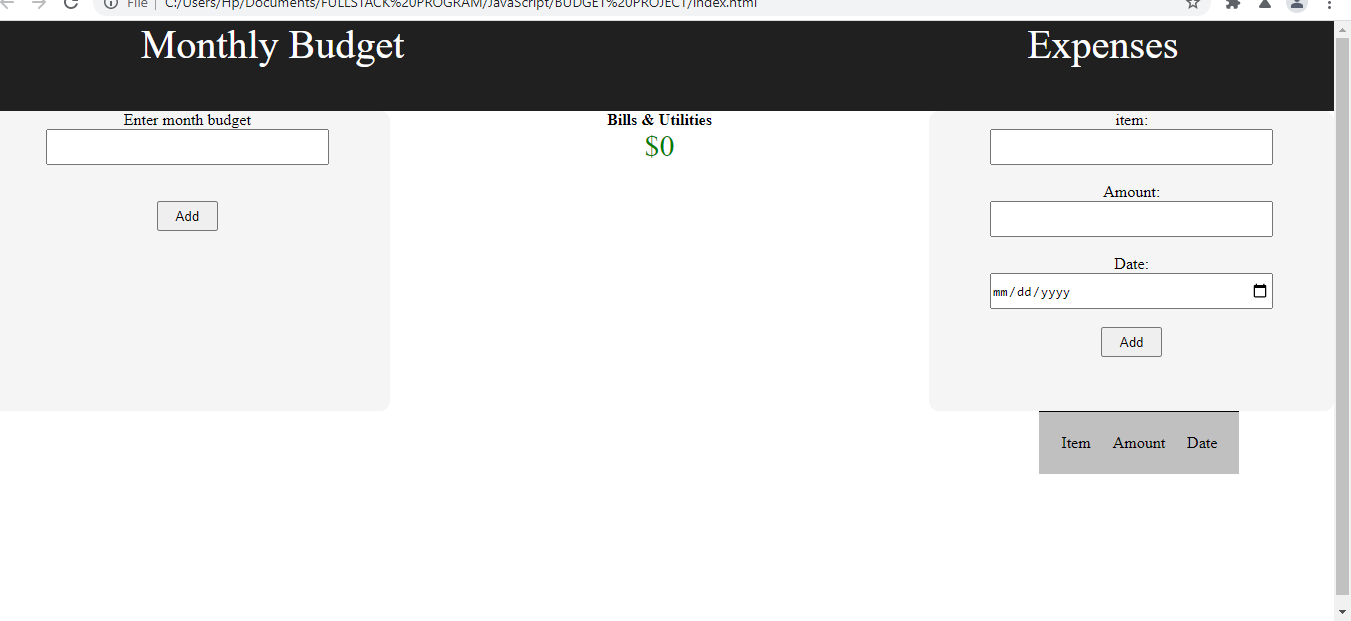 File | C:/Users/Hp/Documents/FULLSTACK%20PROGRAM/JavaScript/BUDGET%20PROJECT/index.html
Monthly Budget Expenses
Enter month budget Bills & Utilities item:
$0
Amount:
Add
Date:
mm/dd/yyyy
Add
Item Amount Date